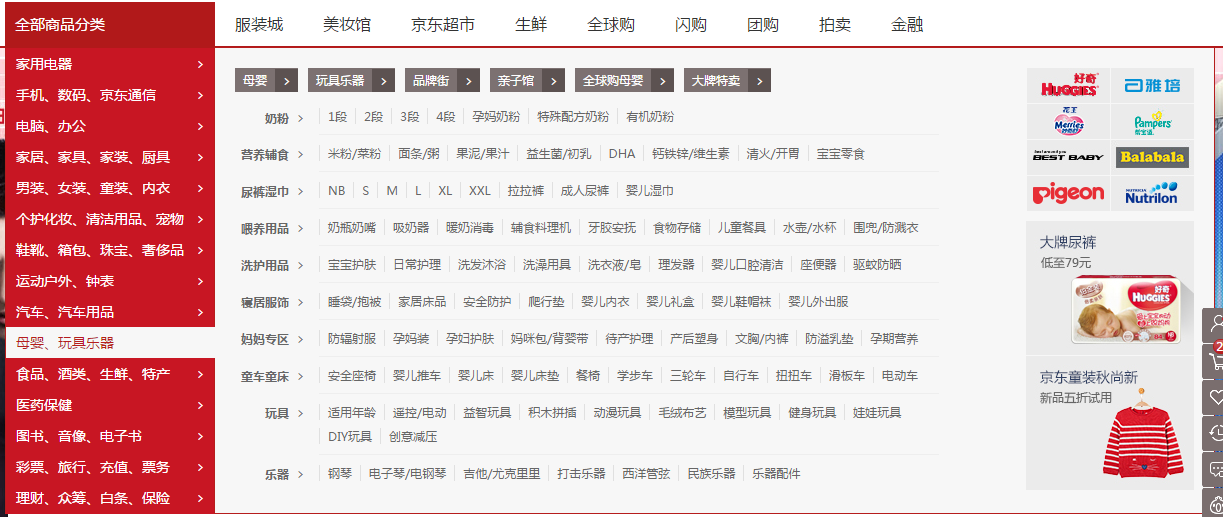 全部商品分类 服装城 美妆馆 京东超市 生鲜 全球购 闪购 团购 拍卖 金融
家用电器 >
手机、数码、京东通信 >
电脑、办公 >
家居、家具、家装、厨具 >
男装、女装、童装、内衣 >
个护化妆、清洁用品、宠物 >
鞋靴、箱包、珠宝、奢侈品 >
运动户外、钟表 >
汽车、汽车用品 >
母婴、玩具乐器
食品、酒类、生鲜、特产 >
医药保健 >
图书、音像、电子书 >
彩票、旅行、充值、票务 >
理财、众筹、白条、保险 >
母婴 > 玩具乐器 > 品牌街 > 亲子馆 > 全球购母婴 > 大牌特卖 >
奶粉 > 1段 2段 3段 4段 孕妈奶粉 特殊配方奶粉 有机奶粉
营养辅食 > 米粉/菜粉 面条/粥 果泥/果汁 益生菌/初乳 DHA 钙铁锌/维生素 清火/开胃 宝宝零食
尿裤湿巾 > NB S M L XL XXL 拉拉裤 成人尿裤 婴儿湿巾
喂养用品 > 奶瓶奶嘴 吸奶器 暖奶消毒 辅食料理机 牙胶安抚 食物存储 儿童餐具 水壶/水杯 围兜/防溅衣
洗护用品 > 宝宝护肤 日常护理 洗发沐浴 洗澡用具 洗衣液/皂 理发器 婴儿口腔清洁 座便器 驱蚊防晒
寝居服饰 > 睡袋/抱被 家居床品 安全防护 爬行垫 婴儿内衣 婴儿礼盒 婴儿鞋帽袜 婴儿外出服
妈妈专区 > 防辐射服 孕妈装 孕妇护肤 妈咪包/背婴带 待产护理 产后塑身 文胸/内裤 防溢乳垫 孕期营养
童车童床 > 安全座椅 婴儿推车 婴儿床 婴儿床垫 餐椅 学步车 三轮车 自行车 扭扭车 滑板车 电动车
玩具 > 适用年龄 遥控/电动 益智玩具 积木拼插 动漫玩具 毛绒布艺 模型玩具 健身玩具 娃娃玩具
DIY玩具 创意减压
乐器 > 钢琴 电子琴/电钢琴 吉他/尤克里里 打击乐器 西洋管弦 民族乐器 乐器配件
好奇
HUGGIES
雅培
花王
Merries
Pampers
帮宝适
BEST BABY
Balabala
Pigeon
NUTRICIA
Nutrilon
大牌尿裤
低至79元
好奇
HUGGIES
京东童装秋尚新
新品五折试用
2